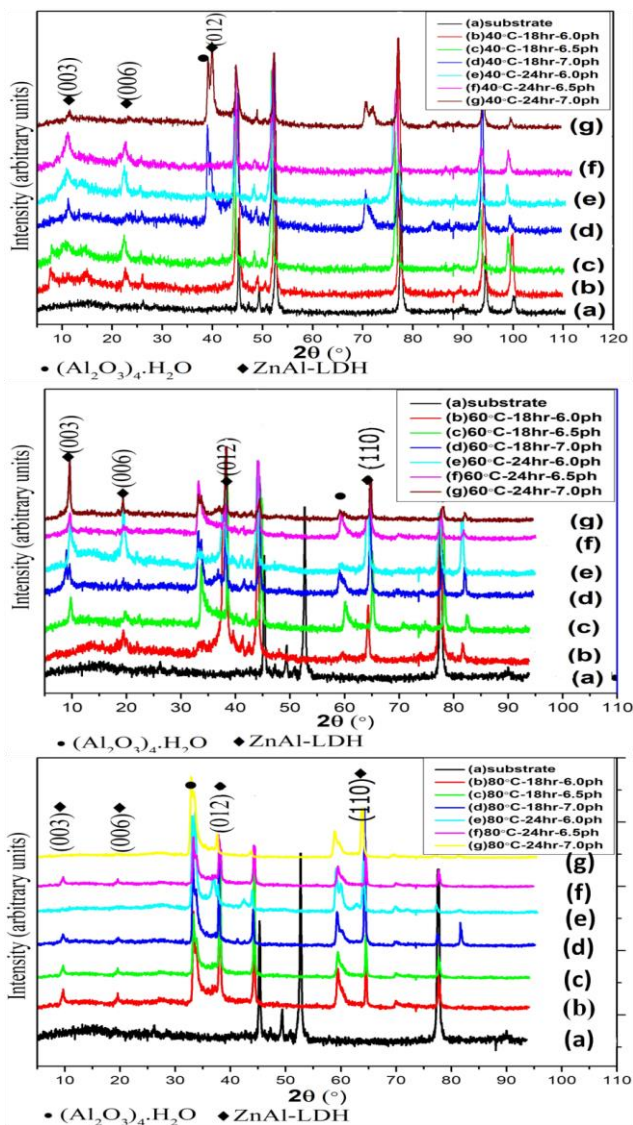 (a)substrate
(b)40°C-18hr-6.0ph
(c)40°C-18hr-6.5ph
(d)40°C-18hr-7.0ph
(e)40°C-24hr-6.0ph
(f)40°C-24hr-6.5ph
(g)40°C-24hr-7.0ph
(003)
(006)
(012)
(g)
(f)
(e)
(d)
(c)
(b)
(a)
Intensity (arbitrary units)
10 20 30 40 50 60 70 80 90 100 110 120
2θ (°)
● (Al₂O₃)₄.H₂O ◆ ZnAl-LDH
(a)substrate
(b)60°C-18hr-6.0ph
(c)60°C-18hr-6.5ph
(d)60°C-18hr-7.0ph
(e)60°C-24hr-6.0ph
(f)60°C-24hr-6.5ph
(g)60°C-24hr-7.0ph
(003)
(006)
(012)
(110)
(g)
(f)
(e)
(d)
(c)
(b)
(a)
Intensity (arbitrary units)
10 20 30 40 50 60 70 80 90 100 110
2θ (°)
● (Al₂O₃)₄.H₂O ◆ ZnAl-LDH
(a)substrate
(b)80°C-18hr-6.0ph
(c)80°C-18hr-6.5ph
(d)80°C-18hr-7.0ph
(e)80°C-24hr-6.0ph
(f)80°C-24hr-6.5ph
(g)80°C-24hr-7.0ph
(003)
(006)
(012)
(110)
(g)
(f)
(e)
(d)
(c)
(b)
(a)
Intensity (arbitrary units)
10 20 30 40 50 60 70 80 90 100 110
2θ (°)
● (Al₂O₃)₄.H₂O ◆ ZnAl-LDH